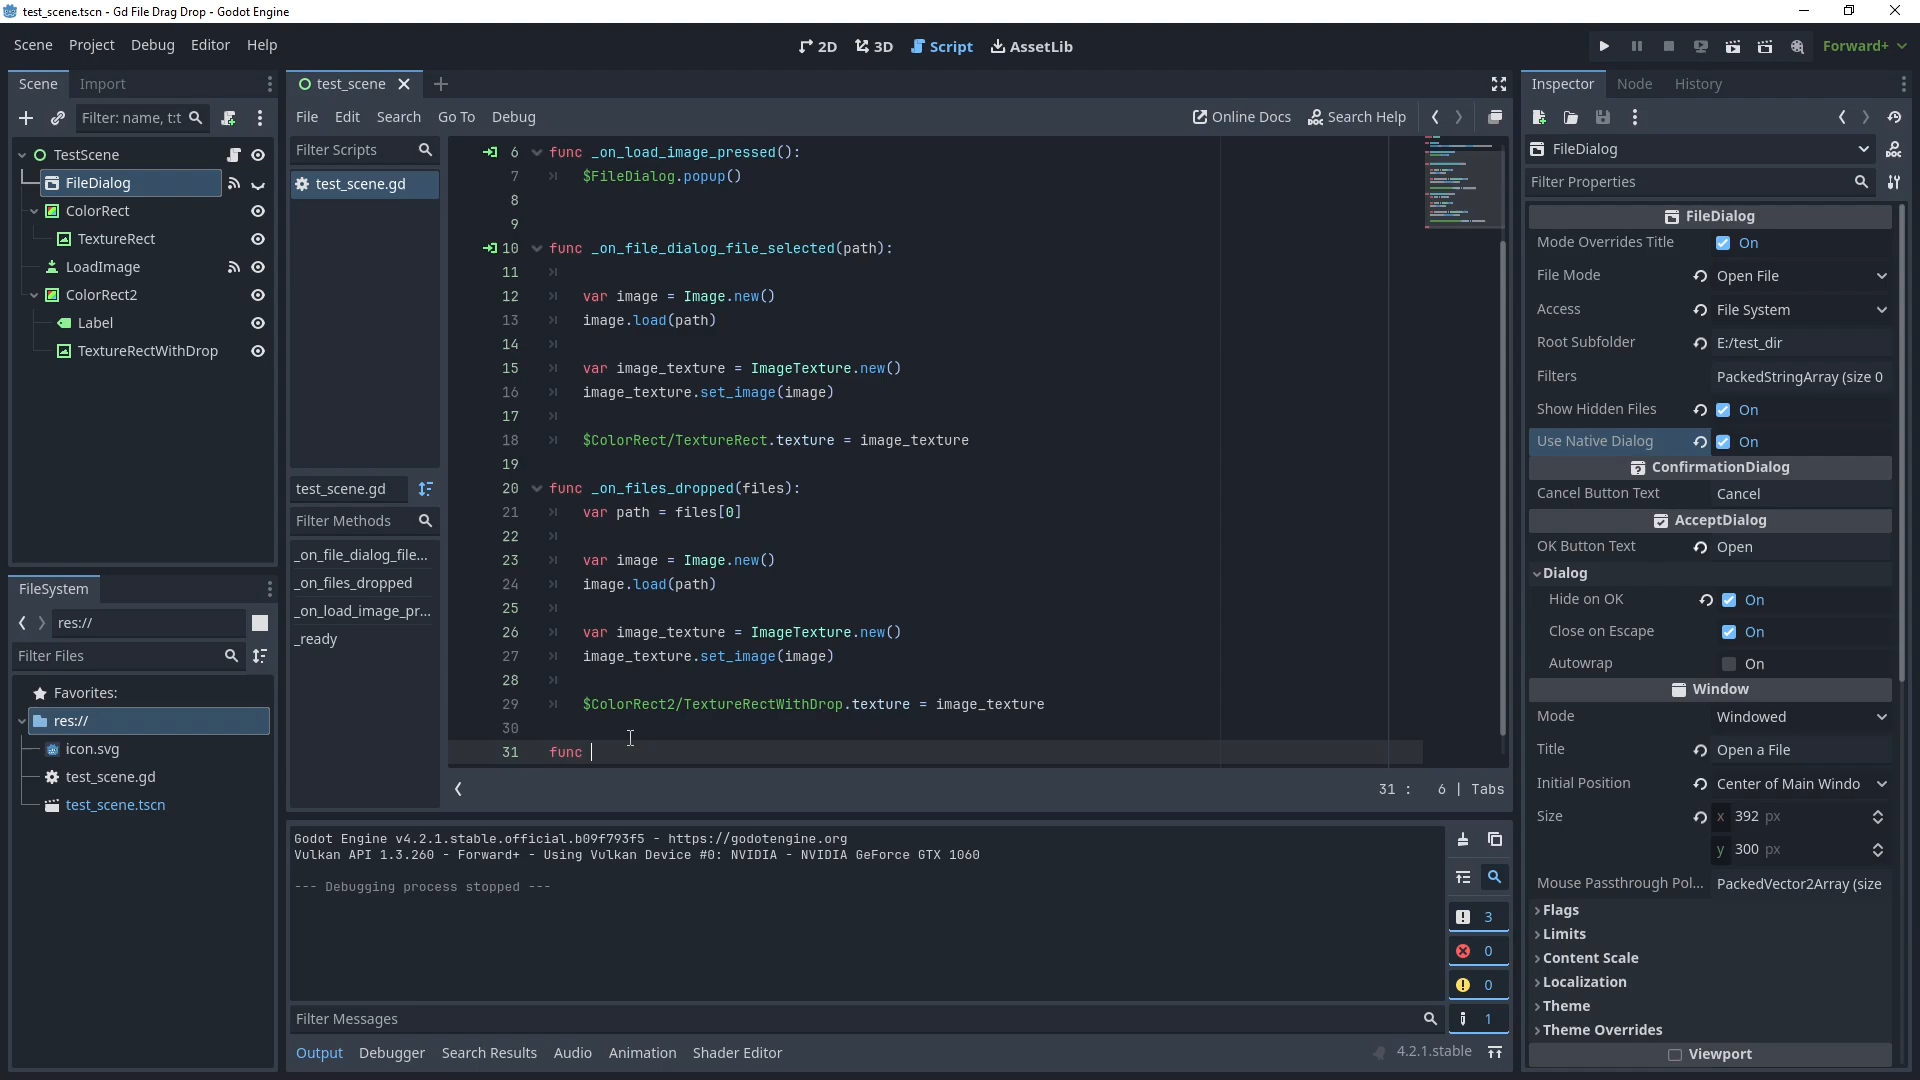 test_scene.tscn - Gd File Drag Drop - Godot Engine
Scene Project Debug Editor Help
2D 3D Script AssetLib
Forward+
Scene Import
Filter: name, t:t
TestScene
FileDialog
ColorRect
TextureRect
LoadImage
ColorRect2
Label
TextureRectWithDrop
FileSystem
res://
Filter Files
Favorites:
res://
icon.svg
test_scene.gd
test_scene.tscn
test_scene
File Edit Search Go To Debug
Online Docs Search Help
Filter Scripts
test_scene.gd
test_scene.gd
Filter Methods
_on_file_dialog_file...
_on_files_dropped
_on_load_image_pr...
_ready
6 func _on_load_image_pressed():
7 $FileDialog.popup()
8
9
10 func _on_file_dialog_file_selected(path):
11
12 var image = Image.new()
13 image.load(path)
14
15 var image_texture = ImageTexture.new()
16 image_texture.set_image(image)
17
18 $ColorRect/TextureRect.texture = image_texture
19
20 func _on_files_dropped(files):
21 var path = files[0]
22
23 var image = Image.new()
24 image.load(path)
25
26 var image_texture = ImageTexture.new()
27 image_texture.set_image(image)
28
29 $ColorRect2/TextureRectWithDrop.texture = image_texture
30
31 func
31 : 6 | Tabs
Godot Engine v4.2.1.stable.official.b09f793f5 - https://godotengine.org
Vulkan API 1.3.260 - Forward+ - Using Vulkan Device #0: NVIDIA - NVIDIA GeForce GTX 1060
--- Debugging process stopped ---
3
0
0
1
Filter Messages
Output Debugger Search Results Audio Animation Shader Editor
4.2.1.stable
Inspector Node History
FileDialog
Filter Properties
FileDialog
Mode Overrides Title On
File Mode Open File
Access File System
Root Subfolder E:/test_dir
Filters PackedStringArray (size 0
Show Hidden Files On
Use Native Dialog On
ConfirmationDialog
Cancel Button Text Cancel
AcceptDialog
OK Button Text Open
Dialog
Hide on OK On
Close on Escape On
Autowrap On
Window
Mode Windowed
Title Open a File
Initial Position Center of Main Windo
Size x 392 px
y 300 px
Mouse Passthrough Pol... PackedVector2Array (size
Flags
Limits
Content Scale
Localization
Theme
Theme Overrides
Viewport